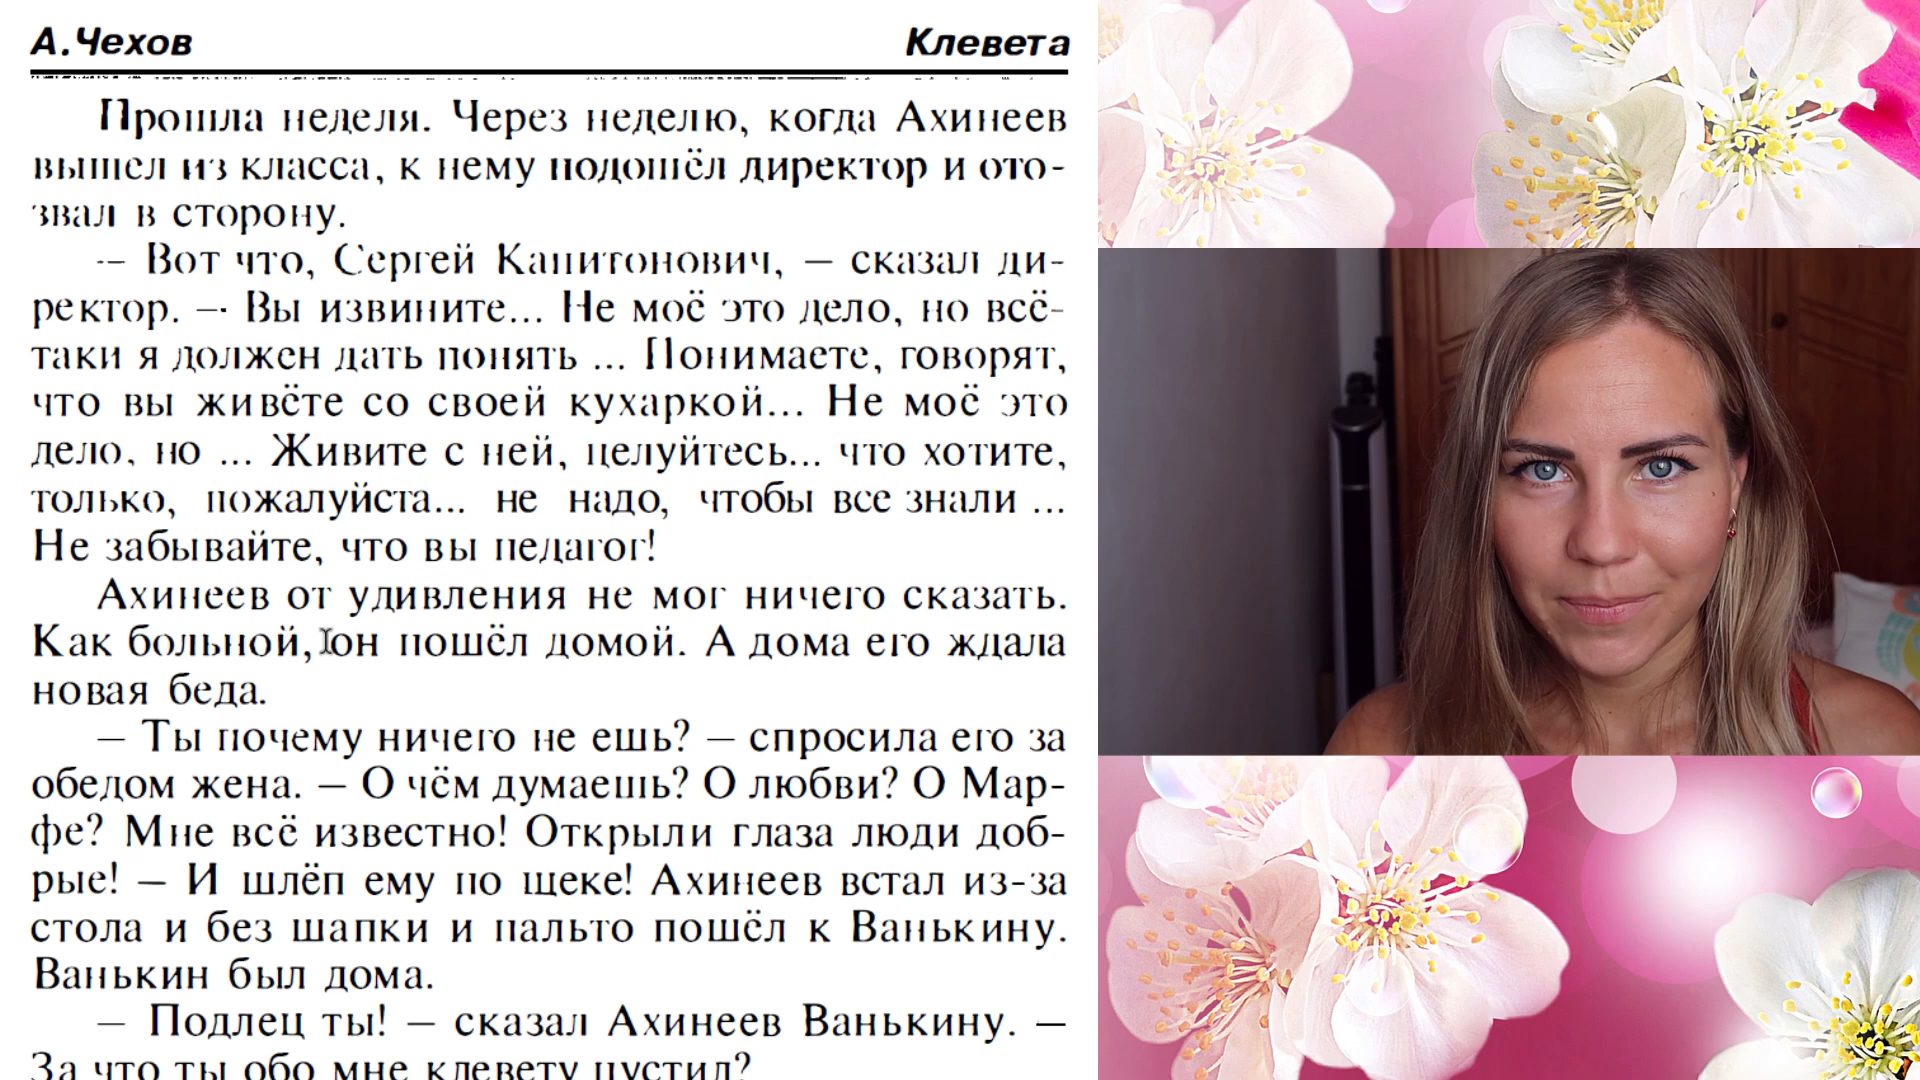 А.Чехов Клевета
Прошла неделя. Через неделю, когда Ахинеев
вышел из класса, к нему подошёл директор и ото-
звал в сторону.
— Вот что, Сергей Капитонович, — сказал ди-
ректор. — Вы извините... Не моё это дело, но всё-
таки я должен дать понять ... Понимаете, говорят,
что вы живёте со своей кухаркой... Не моё это
дело, но ... Живите с ней, целуйтесь... что хотите,
только, пожалуйста... не надо, чтобы все знали ...
Не забывайте, что вы педагог!
Ахинеев от удивления не мог ничего сказать.
Как больной, он пошёл домой. А дома его ждала
новая беда.
— Ты почему ничего не ешь? — спросила его за
обедом жена. — О чём думаешь? О любви? О Мар-
фе? Мне всё известно! Открыли глаза люди доб-
рые! — И шлёп ему по щеке! Ахинеев встал из-за
стола и без шапки и пальто пошёл к Ванькину.
Ванькин был дома.
— Подлец ты! — сказал Ахинеев Ванькину. —
За что ты обо мне клевету пустил?